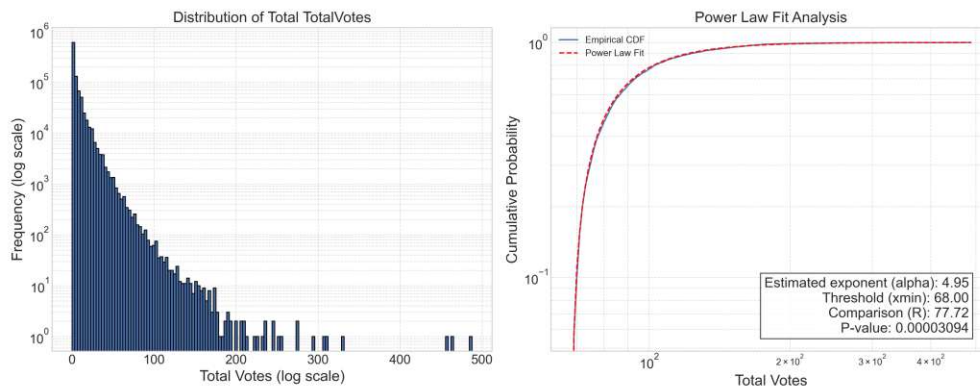 Distribution of Total TotalVotes
10^6
10^5
10^4
10^3
10^2
10^1
10^0
Frequency (log scale)
0 100 200 300 400 500
Total Votes (log scale)
Power Law Fit Analysis
Empirical CDF
Power Law Fit
10^0
10^-1
Cumulative Probability
Estimated exponent (alpha): 4.95
Threshold (xmin): 68.00
Comparison (R): 77.72
P-value: 0.00003094
10^2 2 × 10^2 3 × 10^2 4 × 10^2
Total Votes